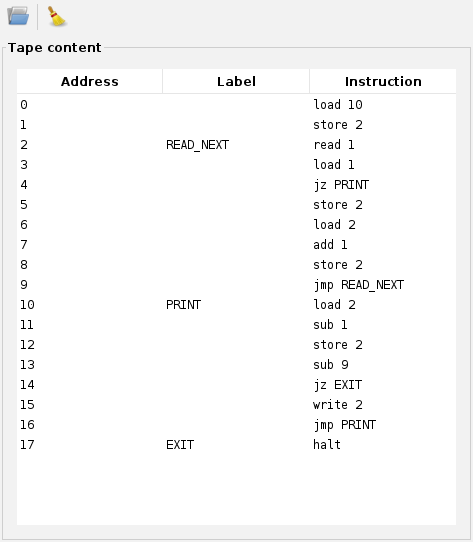 Tape content
Address Label Instruction
0 load 10
1 store 2
2 READ_NEXT read 1
3 load 1
4 jz PRINT
5 store 2
6 load 2
7 add 1
8 store 2
9 jmp READ_NEXT
10 PRINT load 2
11 sub 1
12 store 2
13 sub 9
14 jz EXIT
15 write 2
16 jmp PRINT
17 EXIT halt